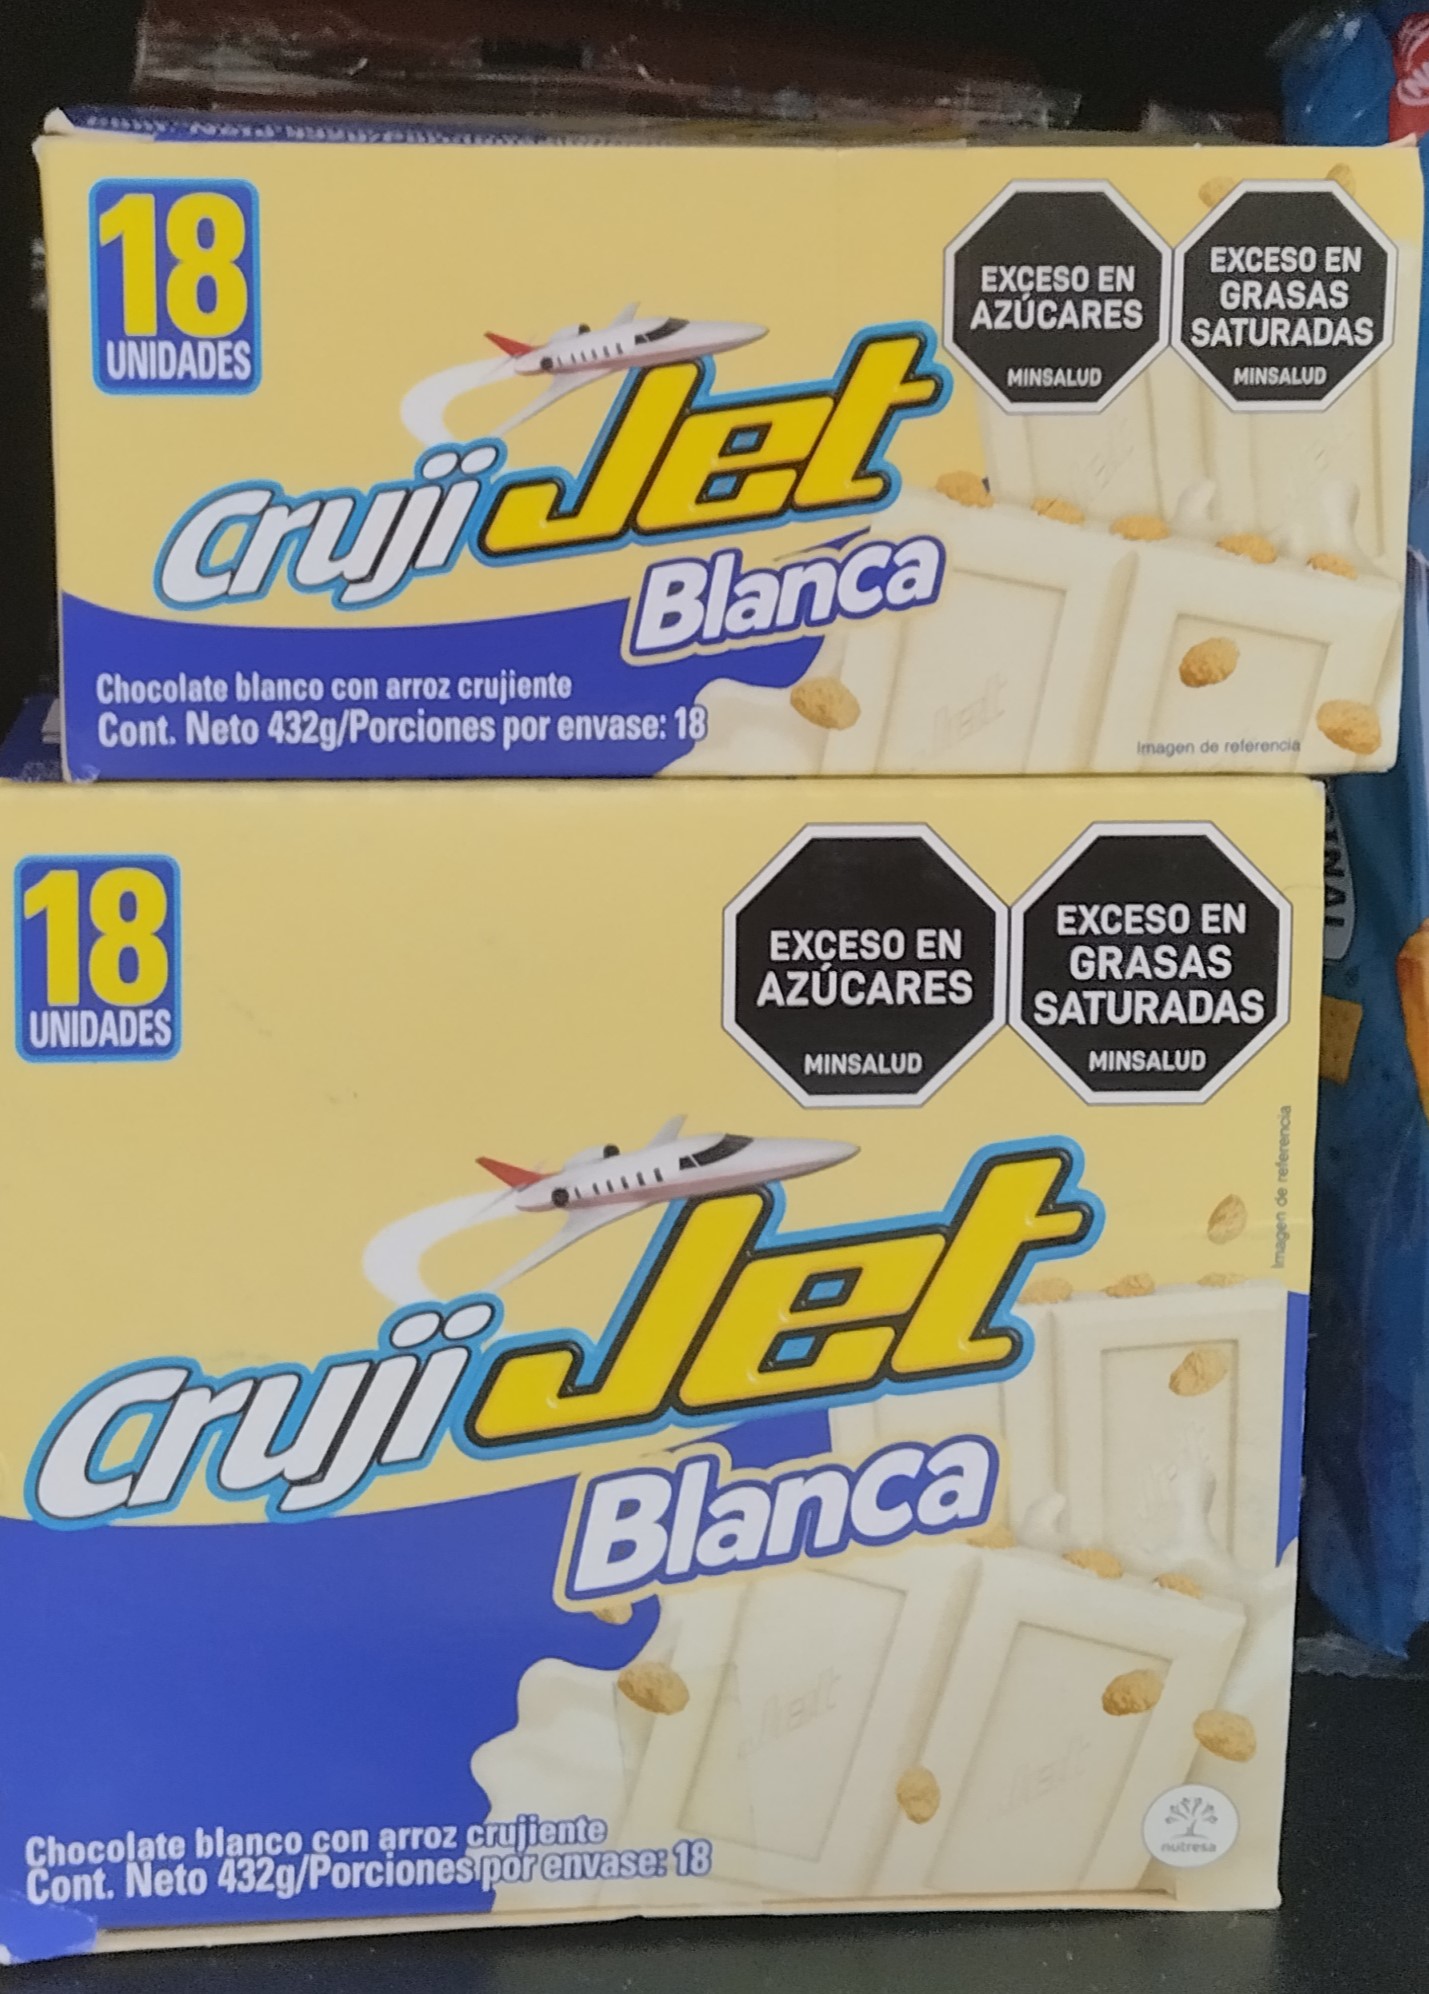 18
UNIDADES
EXCESO EN
AZÚCARES
MINSALUD
EXCESO EN
GRASAS
SATURADAS
MINSALUD
Cruji Jet
Blanca
Chocolate blanco con arroz crujiente
Cont. Neto 432g/Porciones por envase: 18
Imagen de referencia
18
UNIDADES
EXCESO EN
AZÚCARES
MINSALUD
EXCESO EN
GRASAS
SATURADAS
MINSALUD
Imagen de referencia
Cruji Jet
Blanca
Jet
Jet
nutresa
Chocolate blanco con arroz crujiente
Cont. Neto 432g/Porciones por envase: 18